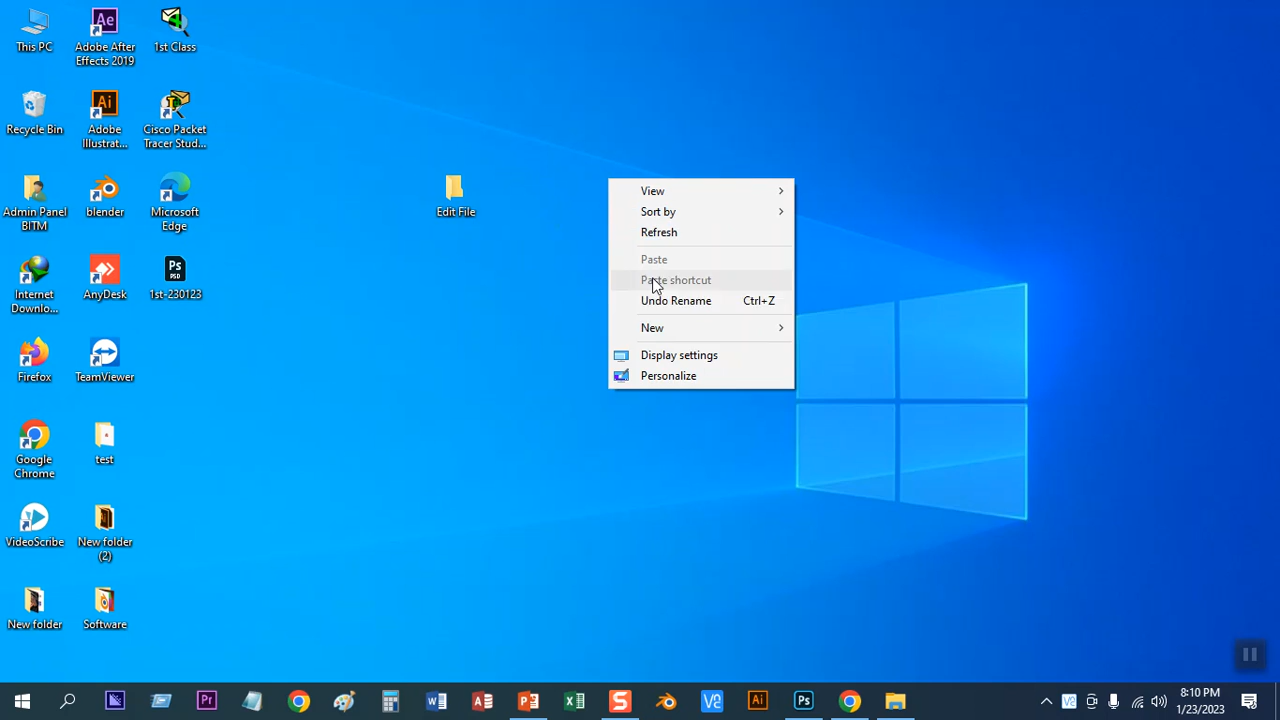 This PC
Adobe After
Effects 2019
1st Class
Recycle Bin
Adobe
Illustrat...
Cisco Packet
Tracer Stud...
Admin Panel
BITM
blender
Microsoft
Edge
Edit File
Internet
Downlo...
AnyDesk
1st-230123
Firefox
TeamViewer
Google
Chrome
test
VideoScribe
New folder
(2)
New folder
Software
View
Sort by
Refresh
Paste
Paste shortcut
Undo Rename Ctrl+Z
New
Display settings
Personalize
8:10 PM
1/23/2023